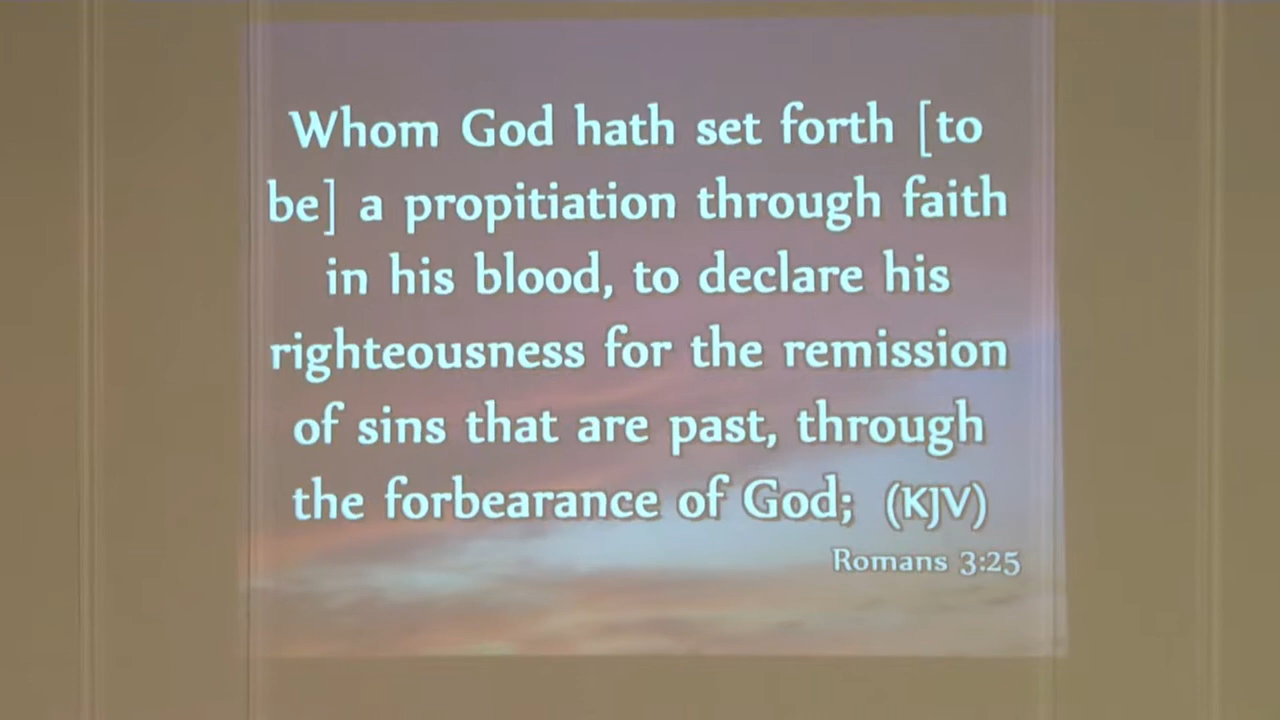 Whom God hath set forth [to
be] a propitiation through faith
in his blood, to declare his
righteousness for the remission
of sins that are past, through
the forbearance of God; (KJV)
Romans 3:25